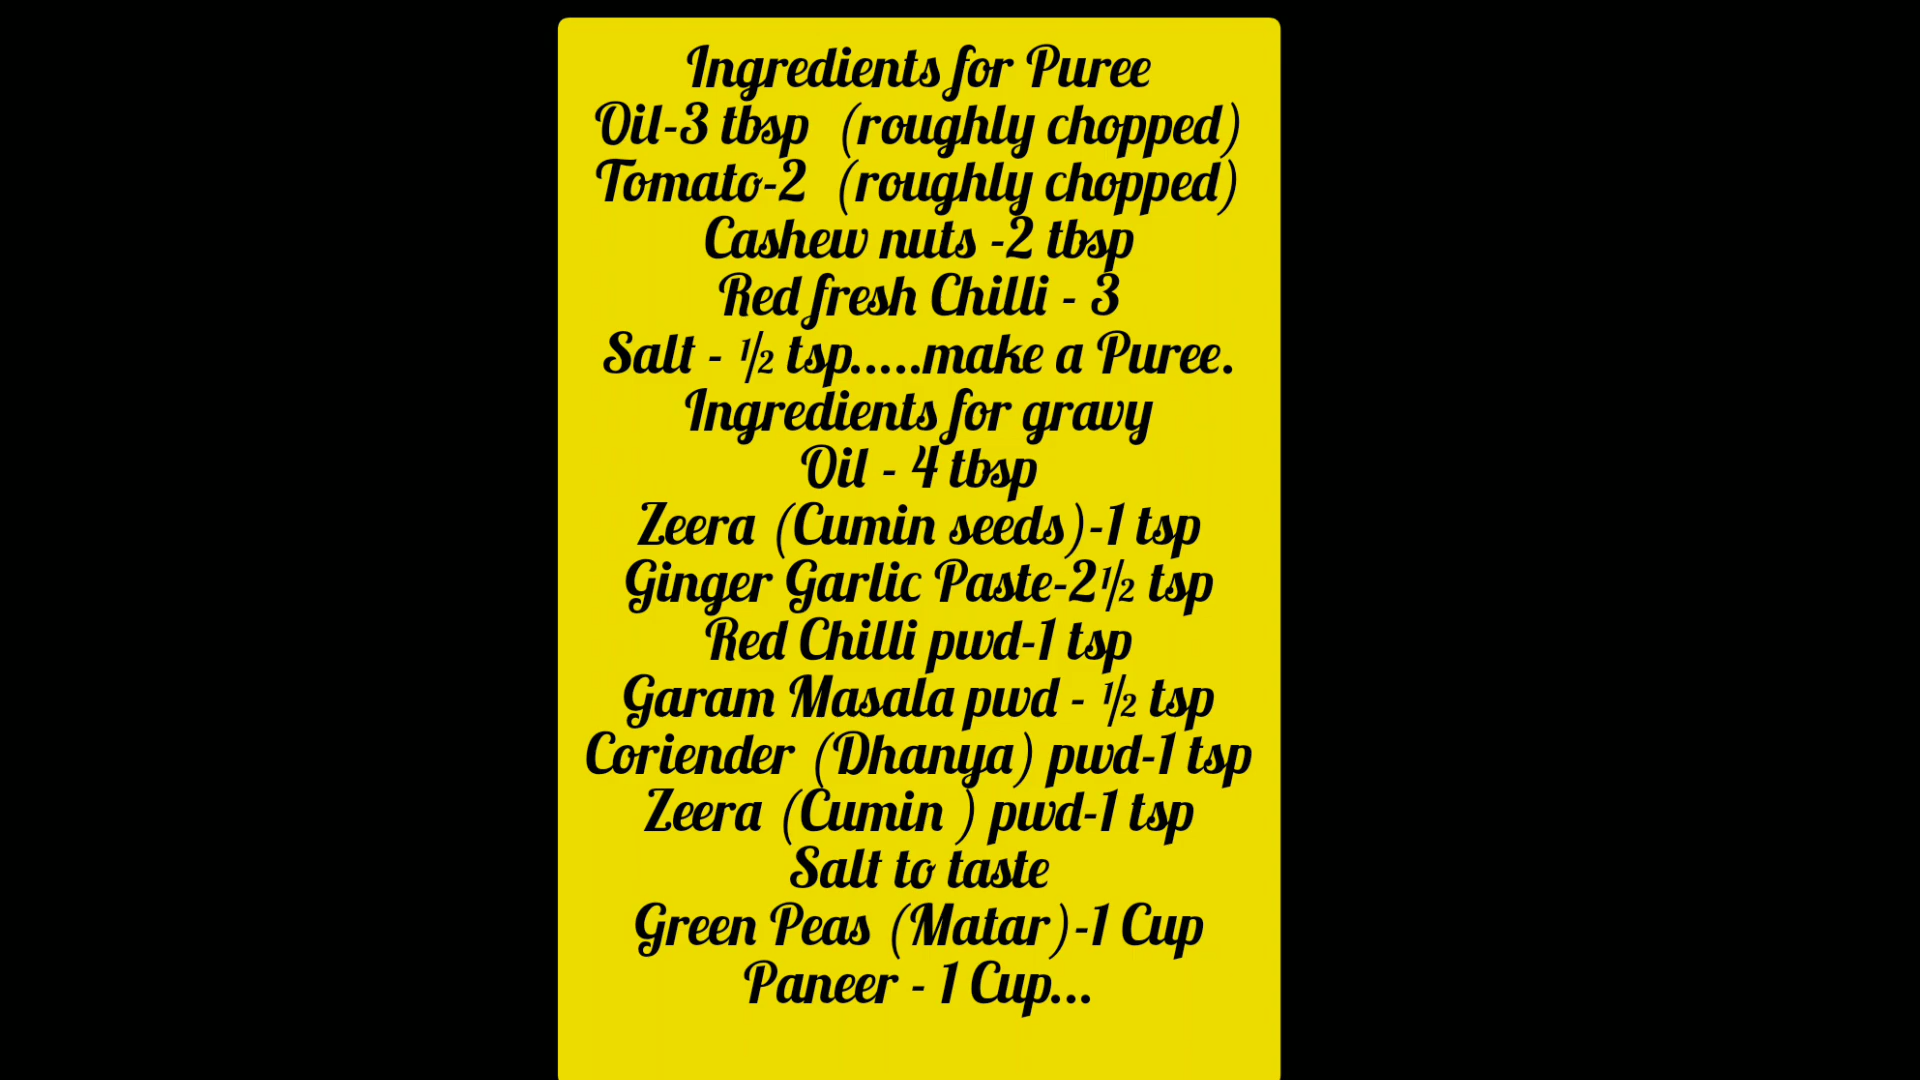 Ingredients for Puree
Oil-3 tbsp (roughly chopped)
Tomato-2 (roughly chopped)
Cashew nuts -2 tbsp
Red fresh Chilli - 3
Salt - ½ tsp.....make a Puree.
Ingredients for gravy
Oil - 4 tbsp
Zeera (Cumin seeds)-1 tsp
Ginger Garlic Paste-2½ tsp
Red Chilli pwd-1 tsp
Garam Masala pwd - ½ tsp
Coriender (Dhanya) pwd-1 tsp
Zeera (Cumin ) pwd-1 tsp
Salt to taste
Green Peas (Matar)-1 Cup
Paneer - 1 Cup...